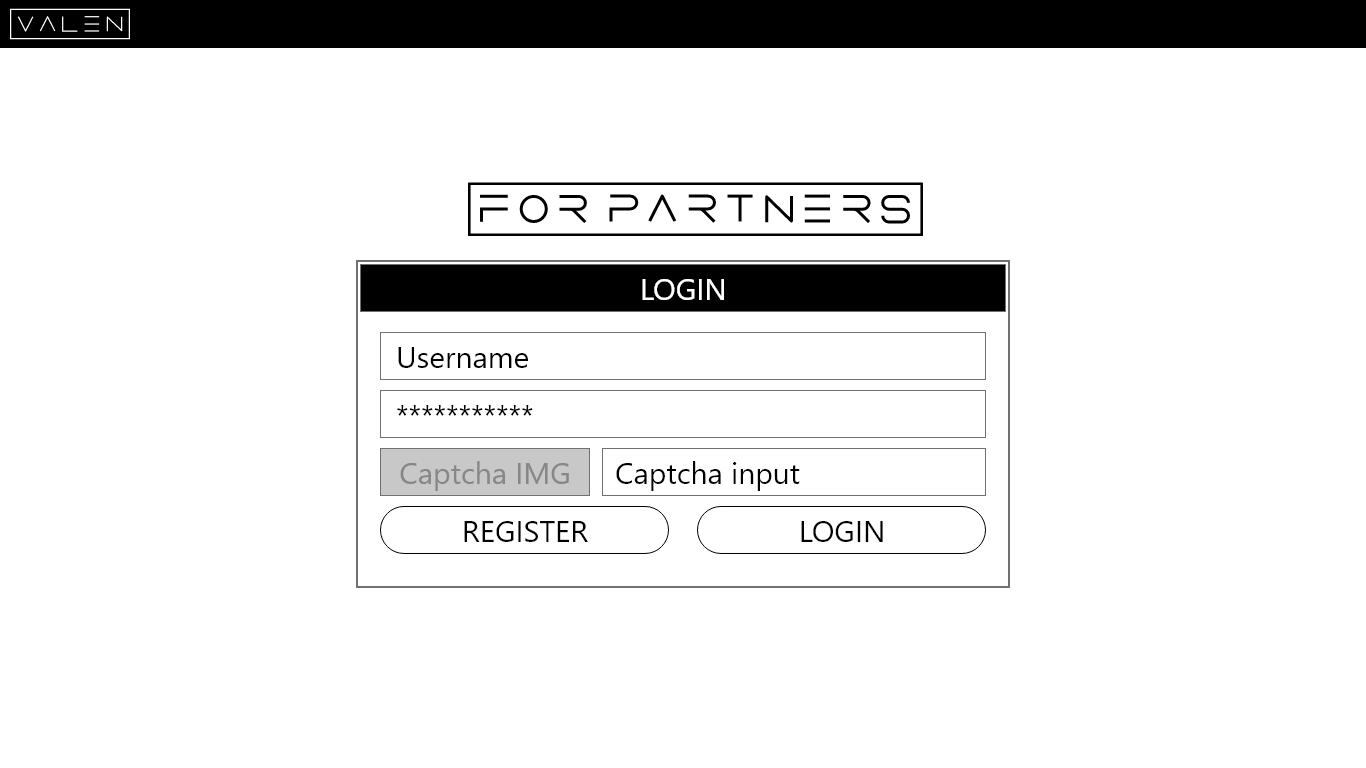 VALEN
FOR PARTNERS
LOGIN
Username
***********
Captcha IMG
Captcha input
REGISTER
LOGIN